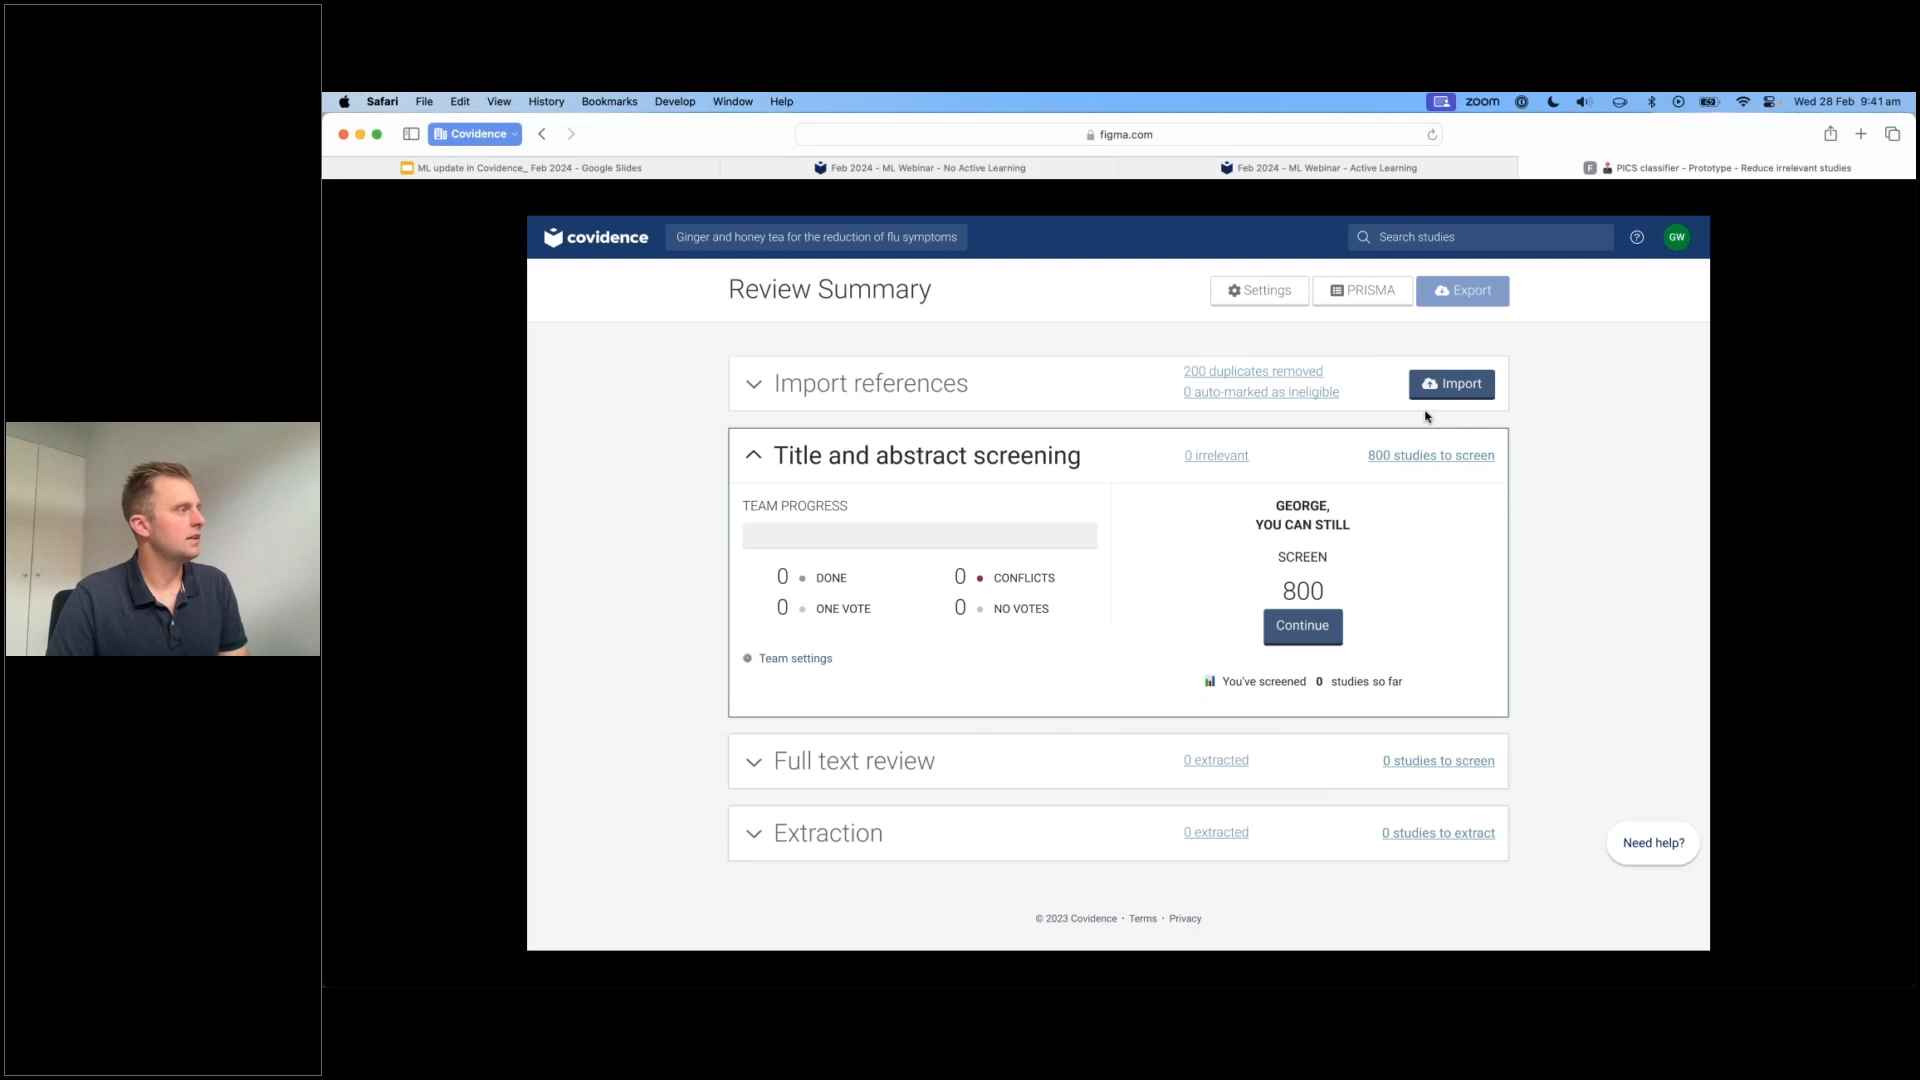 Safari File Edit View History Bookmarks Develop Window Help zoom Wed 28 Feb 9:41 am
Covidence figma.com
ML update in Covidence_ Feb 2024 - Google Slides Feb 2024 - ML Webinar - No Active Learning Feb 2024 - ML Webinar - Active Learning F PICS classifier - Prototype - Reduce irrelevant studies
covidence Ginger and honey tea for the reduction of flu symptoms Search studies GW
Review Summary Settings PRISMA Export
Import references
200 duplicates removed
0 auto-marked as ineligible
Import
Title and abstract screening 0 irrelevant 800 studies to screen
TEAM PROGRESS
0 DONE 0 CONFLICTS
0 ONE VOTE 0 NO VOTES
Team settings
GEORGE,
YOU CAN STILL
SCREEN
800
Continue
You've screened 0 studies so far
Full text review 0 extracted 0 studies to screen
Extraction 0 extracted 0 studies to extract
Need help?
© 2023 Covidence · Terms · Privacy